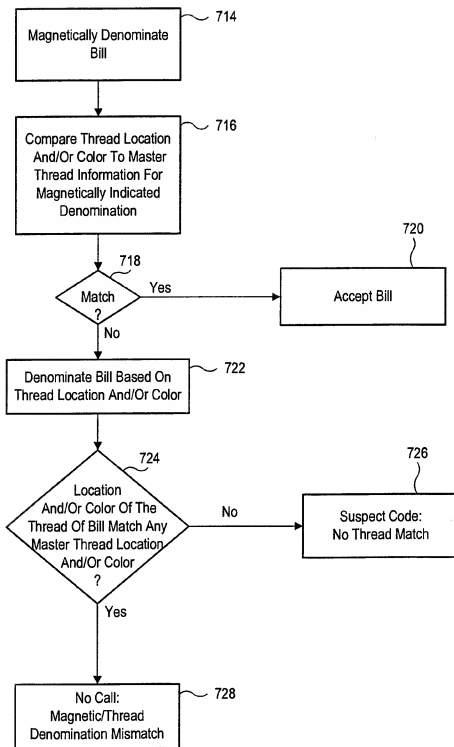 714
Magnetically Denominate
Bill
716
Compare Thread Location
And/Or Color To Master
Thread Information For
Magnetically Indicated
Denomination
718
Match
?
Yes
No
720
Accept Bill
722
Denominate Bill Based On
Thread Location And/Or Color
724
Location
And/Or Color Of The
Thread Of Bill Match Any
Master Thread Location
And/Or Color
?
No
Yes
726
Suspect Code:
No Thread Match
728
No Call:
Magnetic/Thread
Denomination Mismatch